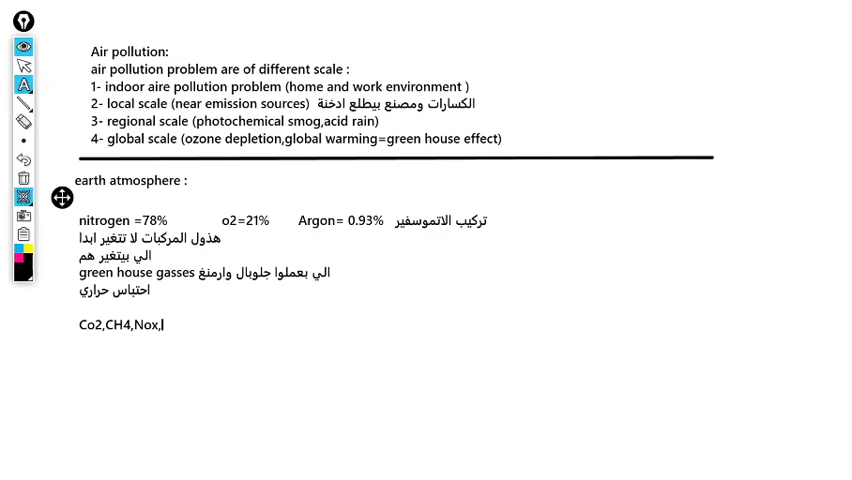 Air pollution:
air pollution problem are of different scale :
1- indoor aire pollution problem (home and work environment )
2- local scale (near emission sources) الكسارات ومصنع بيطلع ادخنة
3- regional scale (photochemical smog,acid rain)
4- global scale (ozone depletion,global warming=green house effect)
earth atmosphere :
nitrogen =78% o2=21% Argon= 0.93% تركيب الاتموسفير
هذول المركبات لا تتغير ابدا
الي بيتغير هم
green house gasses الي بعملوا جلوبال وارمنغ
احتباس حراري
Co2,CH4,Nox,